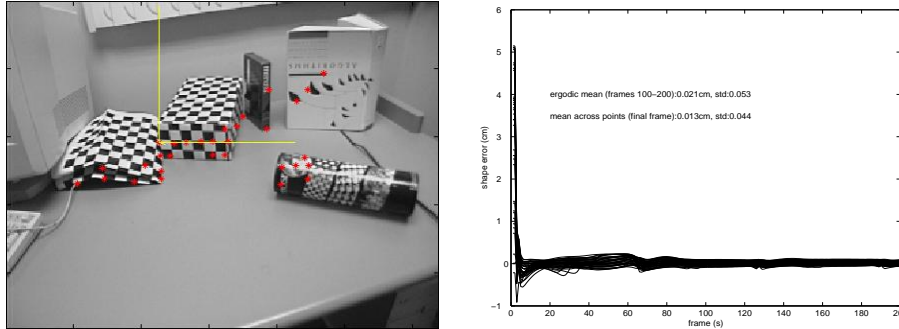 ALGORITHMS
6
5
4
3
2
1
0
−1
shape error (cm)
ergodic mean (frames 100−200):0.021cm, std:0.053
mean across points (final frame):0.013cm, std:0.044
0 20 40 60 80 100 120 140 160 180 20
frame (s)